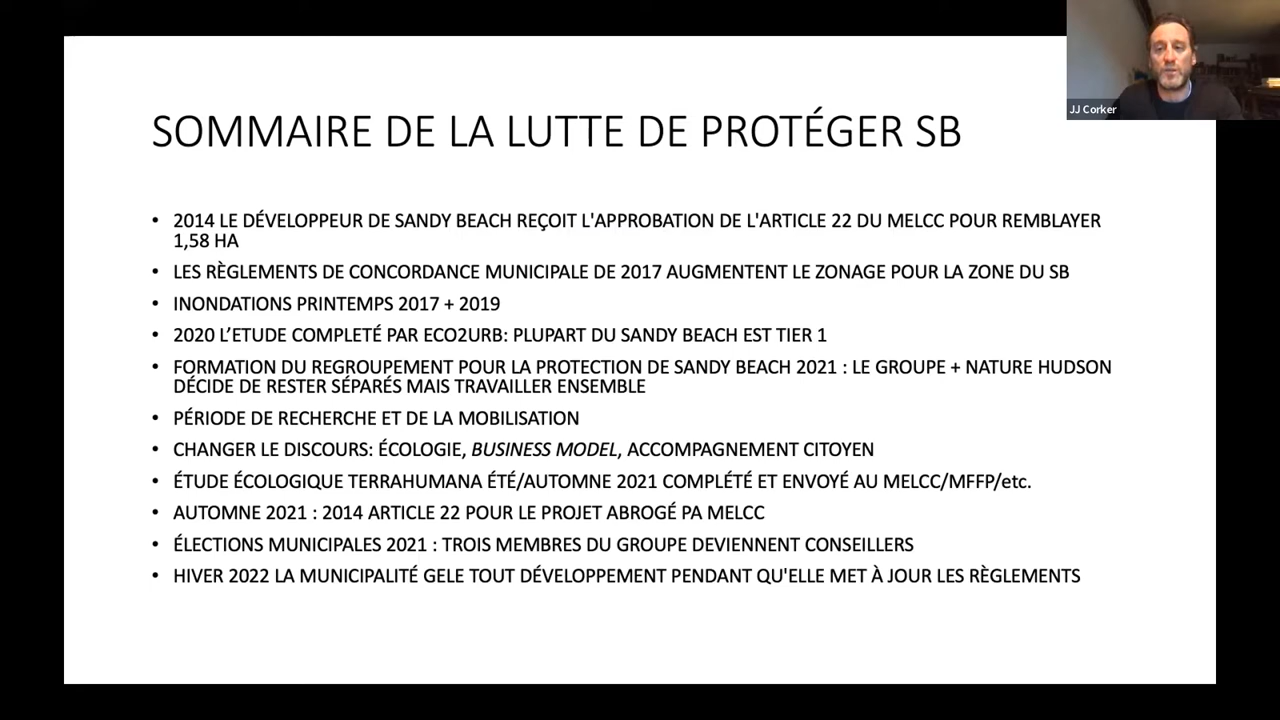 JJ Corker
SOMMAIRE DE LA LUTTE DE PROTÉGER SB
• 2014 LE DÉVELOPPEUR DE SANDY BEACH REÇOIT L'APPROBATION DE L'ARTICLE 22 DU MELCC POUR REMBLAYER
1,58 HA
• LES RÈGLEMENTS DE CONCORDANCE MUNICIPALE DE 2017 AUGMENTENT LE ZONAGE POUR LA ZONE DU SB
• INONDATIONS PRINTEMPS 2017 + 2019
• 2020 L’ETUDE COMPLETÉ PAR ECO2URB: PLUPART DU SANDY BEACH EST TIER 1
• FORMATION DU REGROUPEMENT POUR LA PROTECTION DE SANDY BEACH 2021 : LE GROUPE + NATURE HUDSON
DÉCIDE DE RESTER SÉPARÉS MAIS TRAVAILLER ENSEMBLE
• PÉRIODE DE RECHERCHE ET DE LA MOBILISATION
• CHANGER LE DISCOURS: ÉCOLOGIE, BUSINESS MODEL, ACCOMPAGNEMENT CITOYEN
• ÉTUDE ÉCOLOGIQUE TERRAHUMANA ÉTÉ/AUTOMNE 2021 COMPLÉTÉ ET ENVOYÉ AU MELCC/MFFP/etc.
• AUTOMNE 2021 : 2014 ARTICLE 22 POUR LE PROJET ABROGÉ PA MELCC
• ÉLECTIONS MUNICIPALES 2021 : TROIS MEMBRES DU GROUPE DEVIENNENT CONSEILLERS
• HIVER 2022 LA MUNICIPALITÉ GELE TOUT DÉVELOPPEMENT PENDANT QU'ELLE MET À JOUR LES RÈGLEMENTS